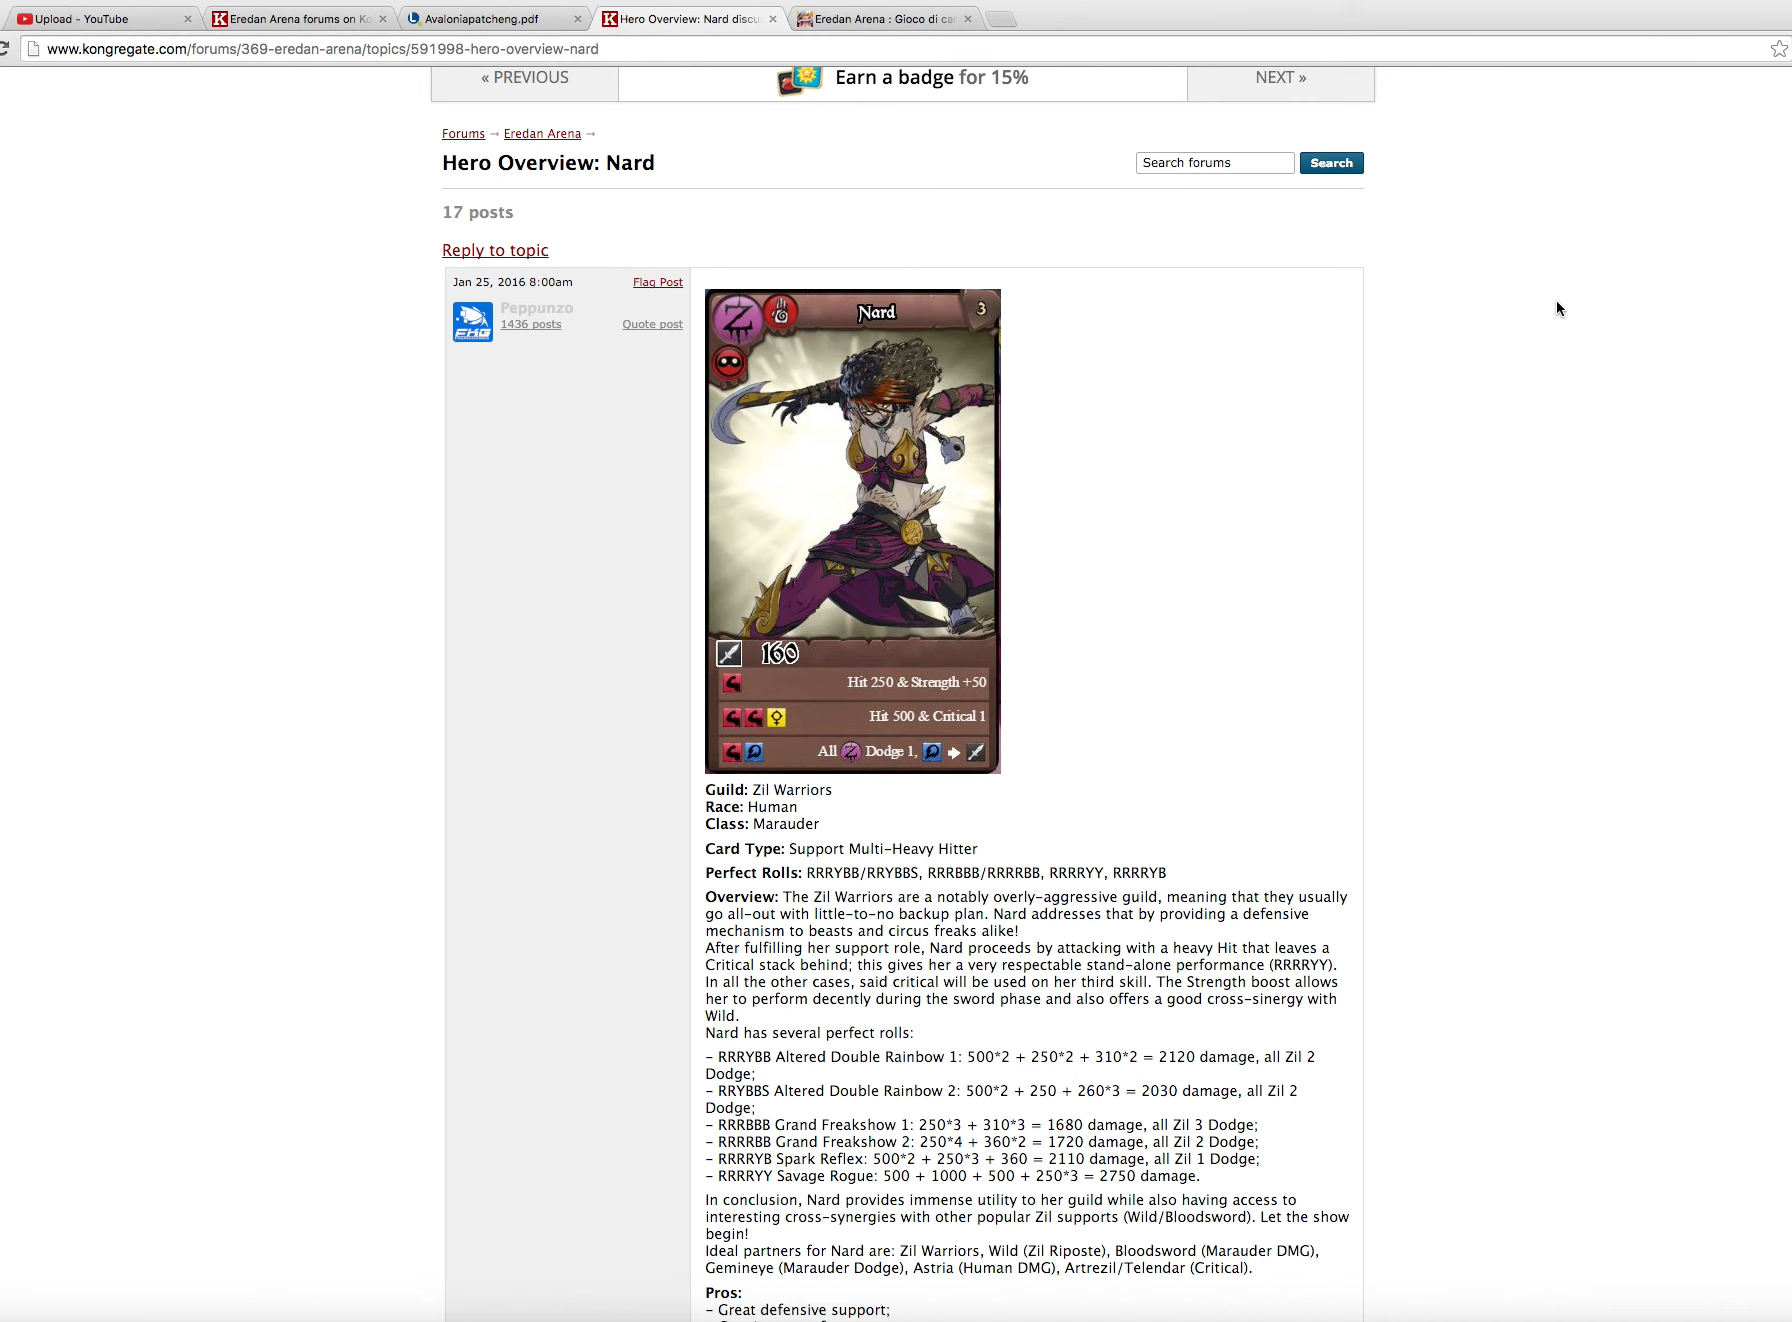 Upload - YouTube
Eredan Arena forums on Ko
Avaloniapatcheng.pdf
Hero Overview: Nard discu
Eredan Arena : Gioco di car
www.kongregate.com/forums/369-eredan-arena/topics/591998-hero-overview-nard
« PREVIOUS
Earn a badge for 15%
NEXT »
Forums → Eredan Arena →
Hero Overview: Nard
Search forums
Search
17 posts
Reply to topic
Jan 25, 2016 8:00am
Flag Post
Peppunzo
1436 posts
Quote post
Nard
3
160
Hit 250 & Strength +50
Hit 500 & Critical 1
All Dodge 1,
Guild: Zil Warriors
Race: Human
Class: Marauder
Card Type: Support Multi-Heavy Hitter
Perfect Rolls: RRRYBB/RRYBBS, RRRBBB/RRRRBB, RRRRYY, RRRRYB
Overview: The Zil Warriors are a notably overly-aggressive guild, meaning that they usually
go all-out with little-to-no backup plan. Nard addresses that by providing a defensive
mechanism to beasts and circus freaks alike!
After fulfilling her support role, Nard proceeds by attacking with a heavy Hit that leaves a
Critical stack behind; this gives her a very respectable stand-alone performance (RRRRYY).
In all the other cases, said critical will be used on her third skill. The Strength boost allows
her to perform decently during the sword phase and also offers a good cross-sinergy with
Wild.
Nard has several perfect rolls:
- RRRYBB Altered Double Rainbow 1: 500*2 + 250*2 + 310*2 = 2120 damage, all Zil 2
Dodge;
- RRYBBS Altered Double Rainbow 2: 500*2 + 250 + 260*3 = 2030 damage, all Zil 2
Dodge;
- RRRBBB Grand Freakshow 1: 250*3 + 310*3 = 1680 damage, all Zil 3 Dodge;
- RRRRBB Grand Freakshow 2: 250*4 + 360*2 = 1720 damage, all Zil 2 Dodge;
- RRRRYB Spark Reflex: 500*2 + 250*3 + 360 = 2110 damage, all Zil 1 Dodge;
- RRRRYY Savage Rogue: 500 + 1000 + 500 + 250*3 = 2750 damage.
In conclusion, Nard provides immense utility to her guild while also having access to
interesting cross-synergies with other popular Zil supports (Wild/Bloodsword). Let the show
begin!
Ideal partners for Nard are: Zil Warriors, Wild (Zil Riposte), Bloodsword (Marauder DMG),
Gemineye (Marauder Dodge), Astria (Human DMG), Artrezil/Telendar (Critical).
Pros:
- Great defensive support;